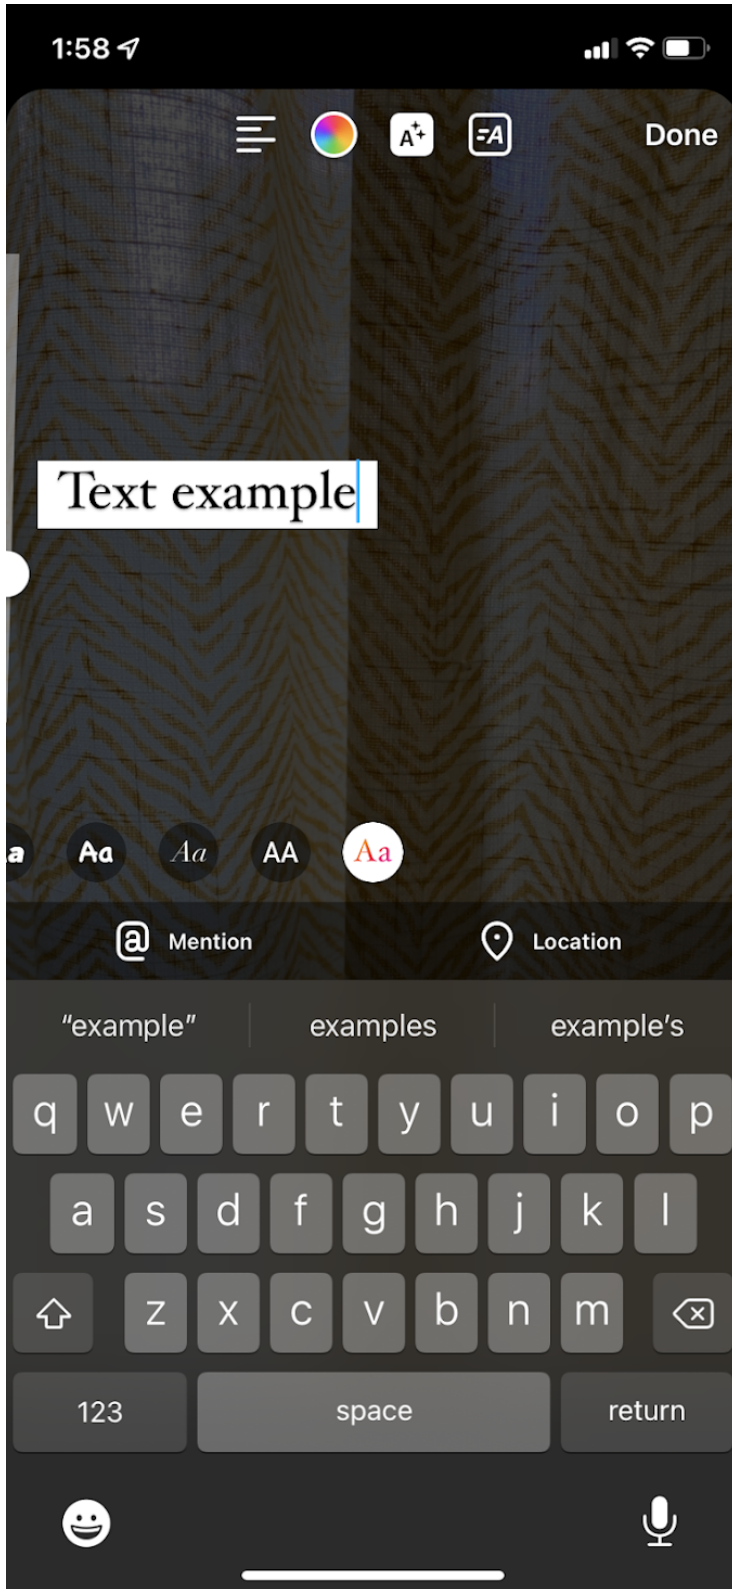 1:58
A =A Done
Text example
a Aa Aa AA Aa
@ Mention Location
“example” examples example’s
q w e r t y u i o p
a s d f g h j k l
z x c v b n m
123 space return